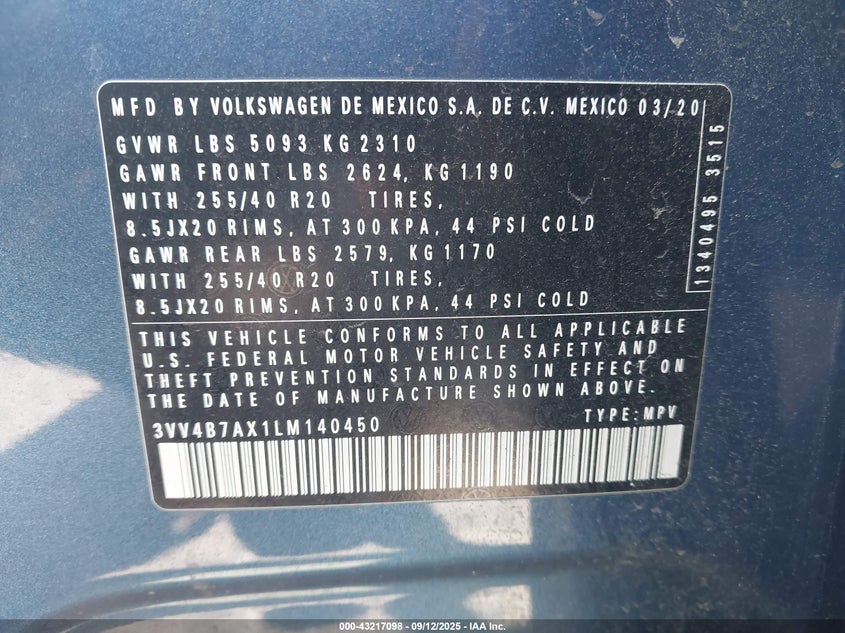 MFD BY VOLKSWAGEN DE MEXICO S.A. DE C.V. MEXICO 03/20
GVWR LBS 5093 KG 2310
GAWR FRONT LBS 2624, KG 1190
WITH 255/40 R20 TIRES,
8.5JX20 RIMS, AT 300 KPA, 44 PSI COLD
GAWR REAR LBS 2579, KG 1170
WITH 255/40 R20 TIRES,
8.5JX20 RIMS, AT 300 KPA, 44 PSI COLD
1340495 3515
THIS VEHICLE CONFORMS TO ALL APPLICABLE
U.S. FEDERAL MOTOR VEHICLE SAFETY AND
THEFT PREVENTION STANDARDS IN EFFECT ON
THE DATE OF MANUFACTURE SHOWN ABOVE.
3VV4B7AX1LM140450 TYPE: MPV
000-43217098 - 09/12/2025 - IAA Inc.